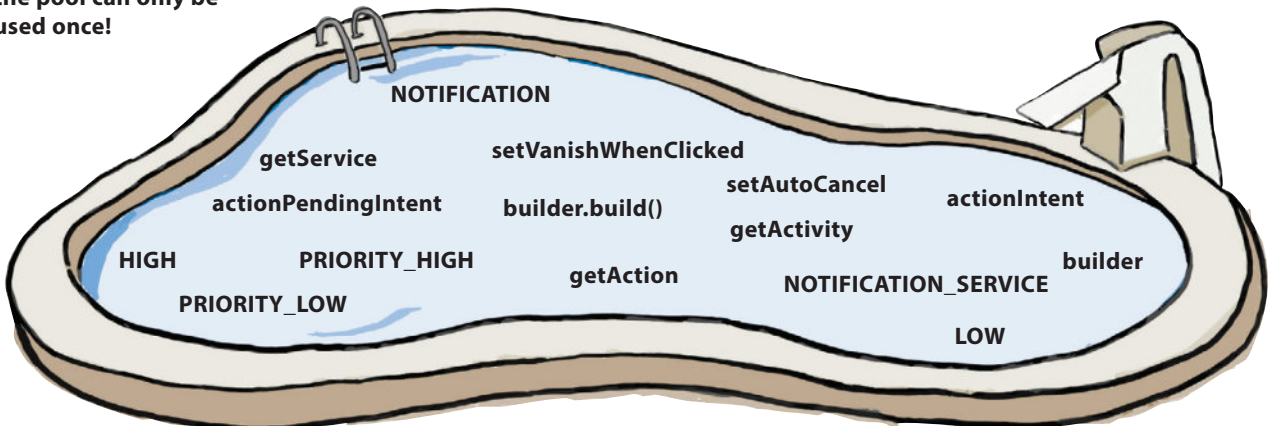 the pool can only be
used once!
NOTIFICATION
getService
setVanishWhenClicked
setAutoCancel
actionIntent
actionPendingIntent
builder.build()
getActivity
HIGH
PRIORITY_HIGH
getAction
NOTIFICATION_SERVICE
builder
PRIORITY_LOW
LOW